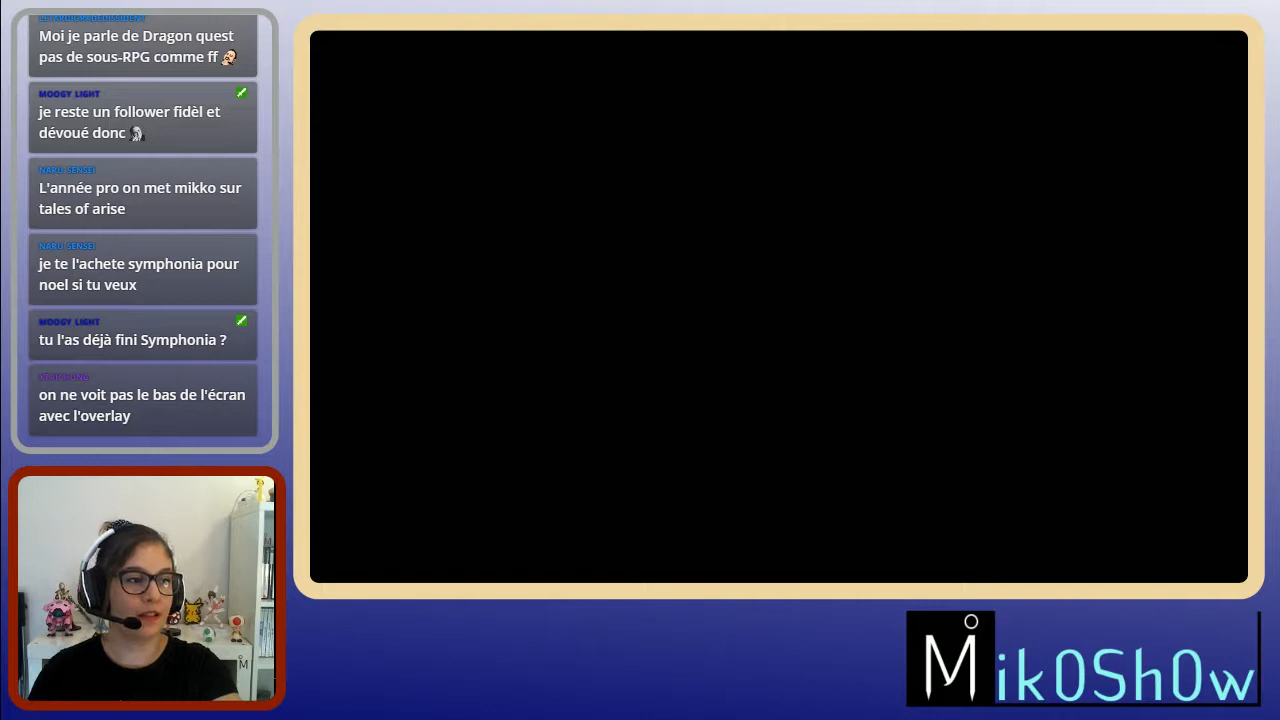 Moi je parle de Dragon quest
pas de sous-RPG comme ff
MOOGY LIGHT
je reste un follower fidèl et
dévoué donc
NARU SENSEI
L'année pro on met mikko sur
tales of arise
NARU SENSEI
je te l'achete symphonia pour
noel si tu veux
MOOGY LIGHT
tu l'as déjà fini Symphonia ?
on ne voit pas le bas de l'écran
avec l'overlay
MikOShOw